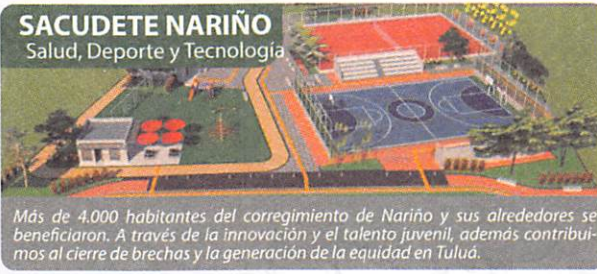 SACUDETE NARIÑO
Salud, Deporte y Tecnología
Más de 4.000 habitantes del corregimiento de Nariño y sus alrededores se
beneficiaron. A través de la innovación y el talento juvenil, además contribui-
mos al cierre de brechas y la generación de la equidad en Tuluá.